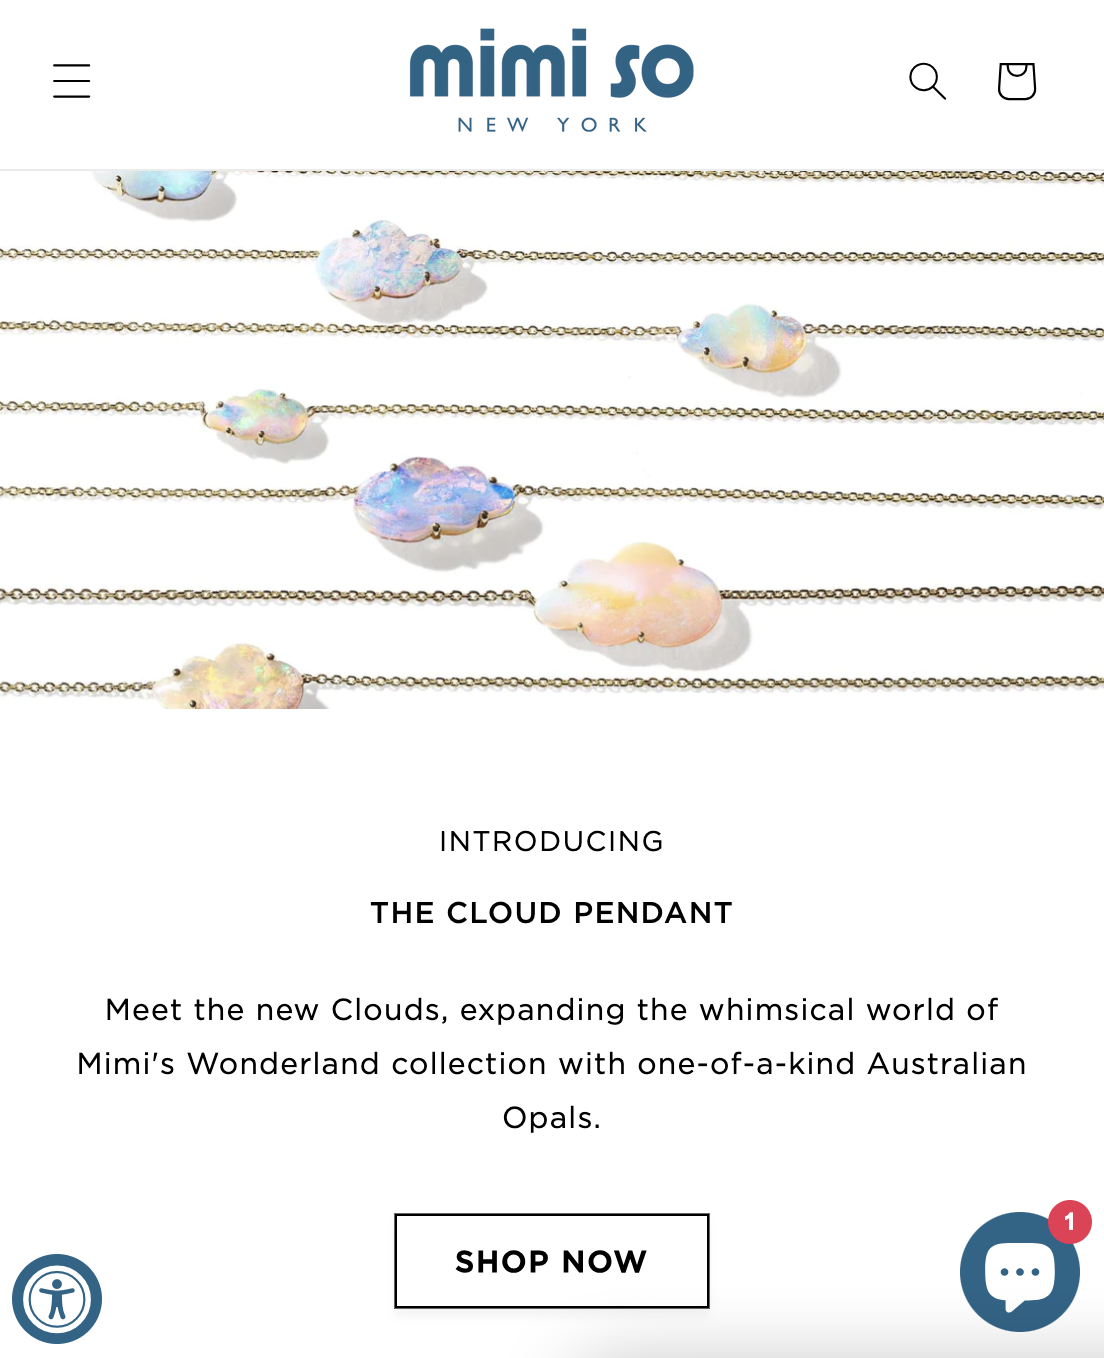 mimi so
NEW YORK
INTRODUCING
THE CLOUD PENDANT
Meet the new Clouds, expanding the whimsical world of
Mimi's Wonderland collection with one-of-a-kind Australian
Opals.
SHOP NOW
1